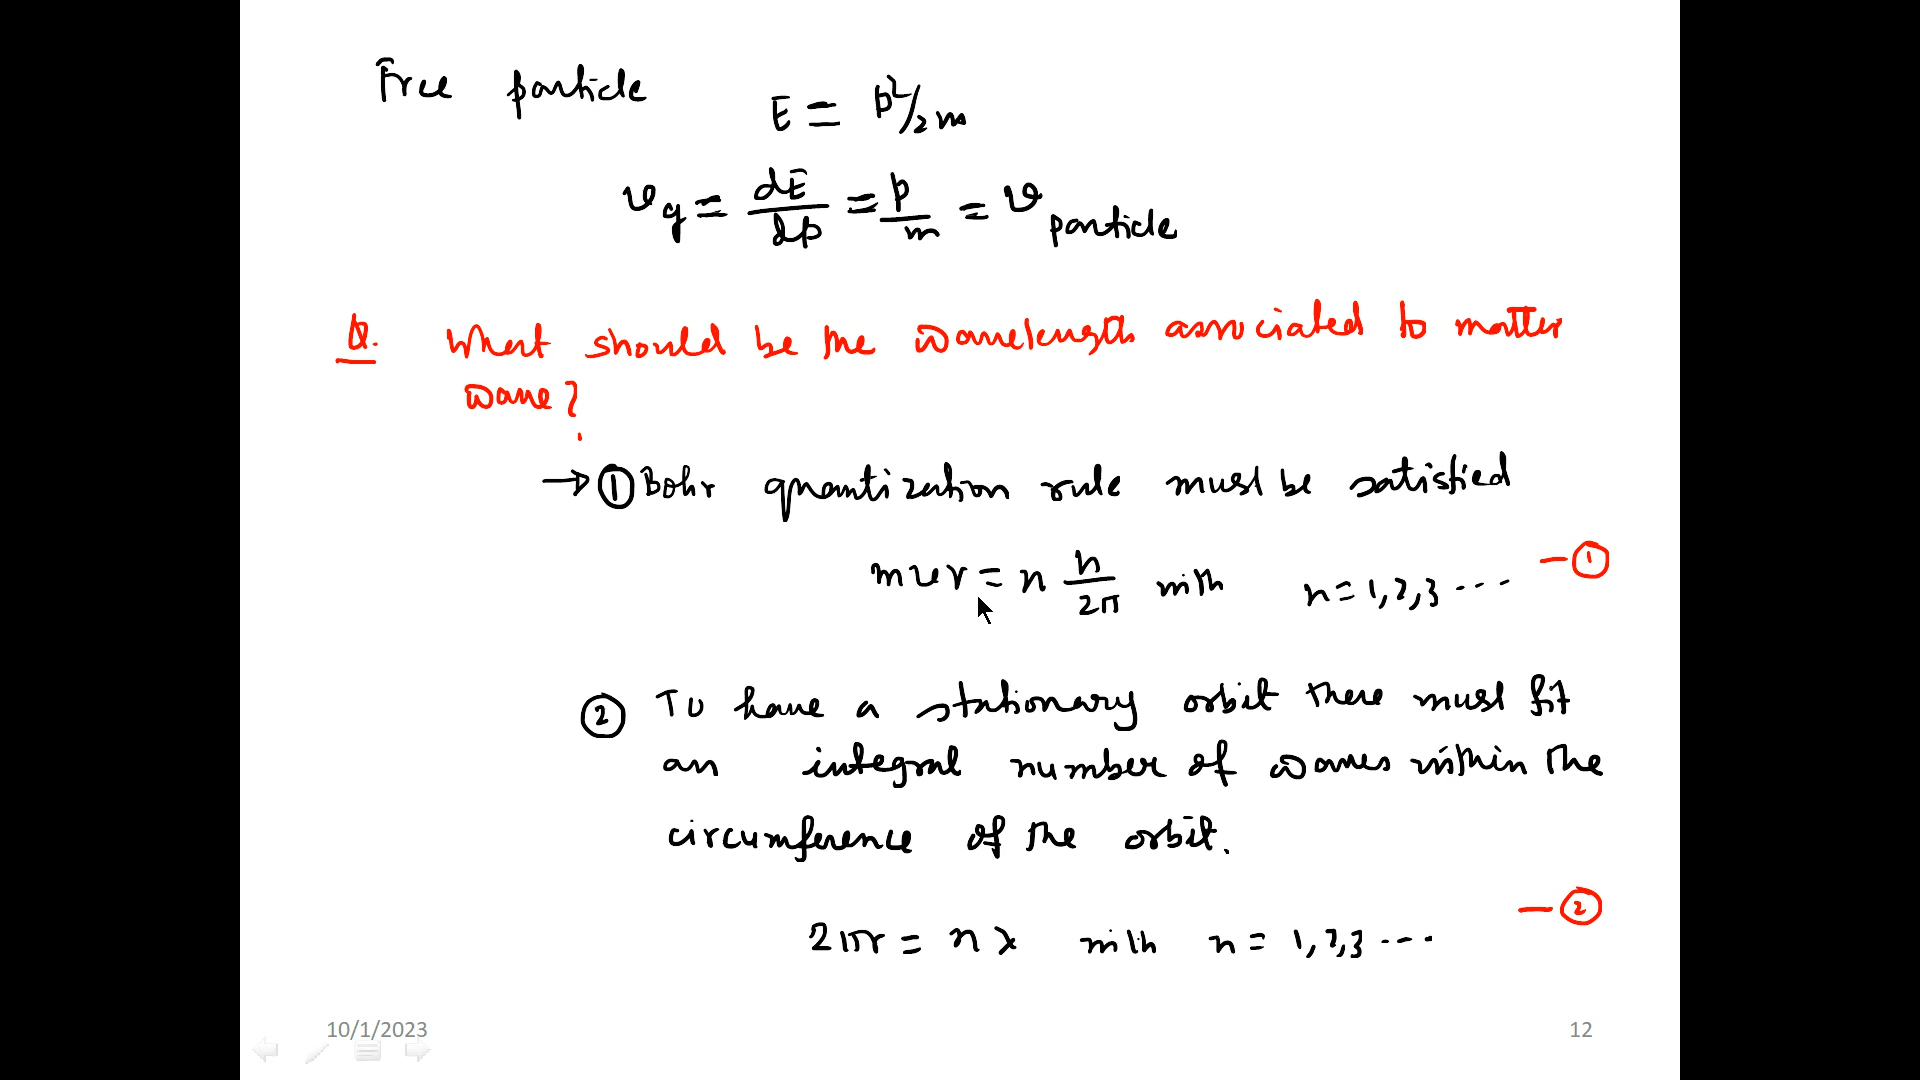 Free particle
E = p²/2m
v_g = dE/dp = p/m = v_particle
Q. What should be the wavelength associated to matter
wave?
→ ① Bohr quantization rule must be satisfied
mvr = n h/2π with n = 1,2,3 ... — ①
② To have a stationary orbit there must fit
an integral number of waves within the
circumference of the orbit.
2πr = nλ with n = 1,2,3 ... — ②
10/1/2023
12